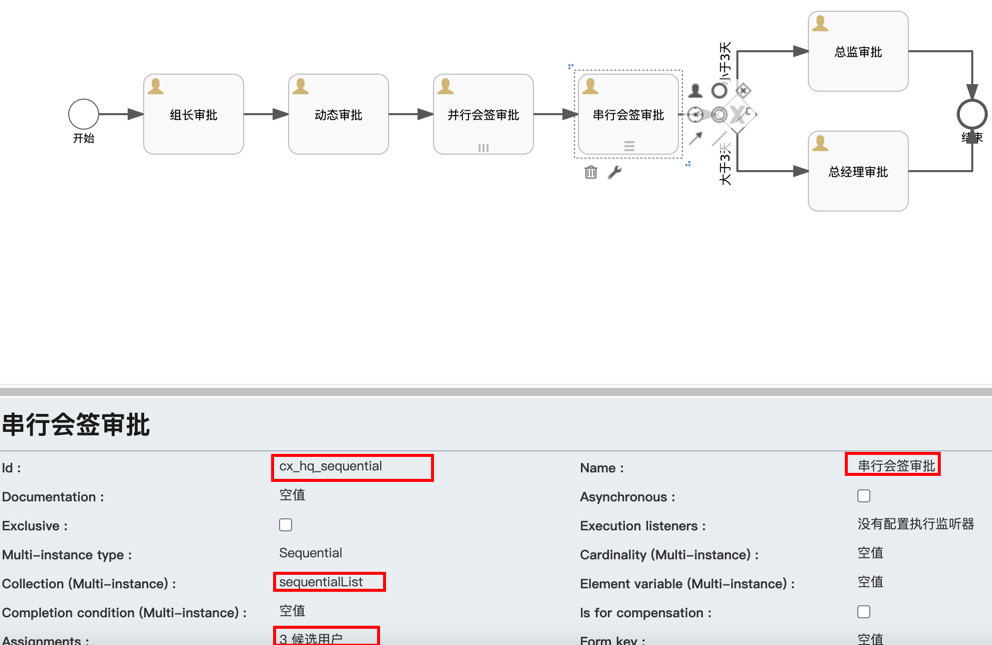 小于3天
总监审批
组长审批
动态审批
并行会签审批
串行会签审批
开始
结束
大于3天
总经理审批
串行会签审批
Id :
cx_hq_sequential
Name :
串行会签审批
Documentation :
空值
Asynchronous :
Exclusive :
Execution listeners :
没有配置执行监听器
Multi-instance type :
Sequential
Cardinality (Multi-instance) :
空值
Collection (Multi-instance) :
sequentialList
Element variable (Multi-instance) :
空值
Completion condition (Multi-instance) :
空值
Is for compensation :
Assignments :
3 候选用户
Form key :
空值